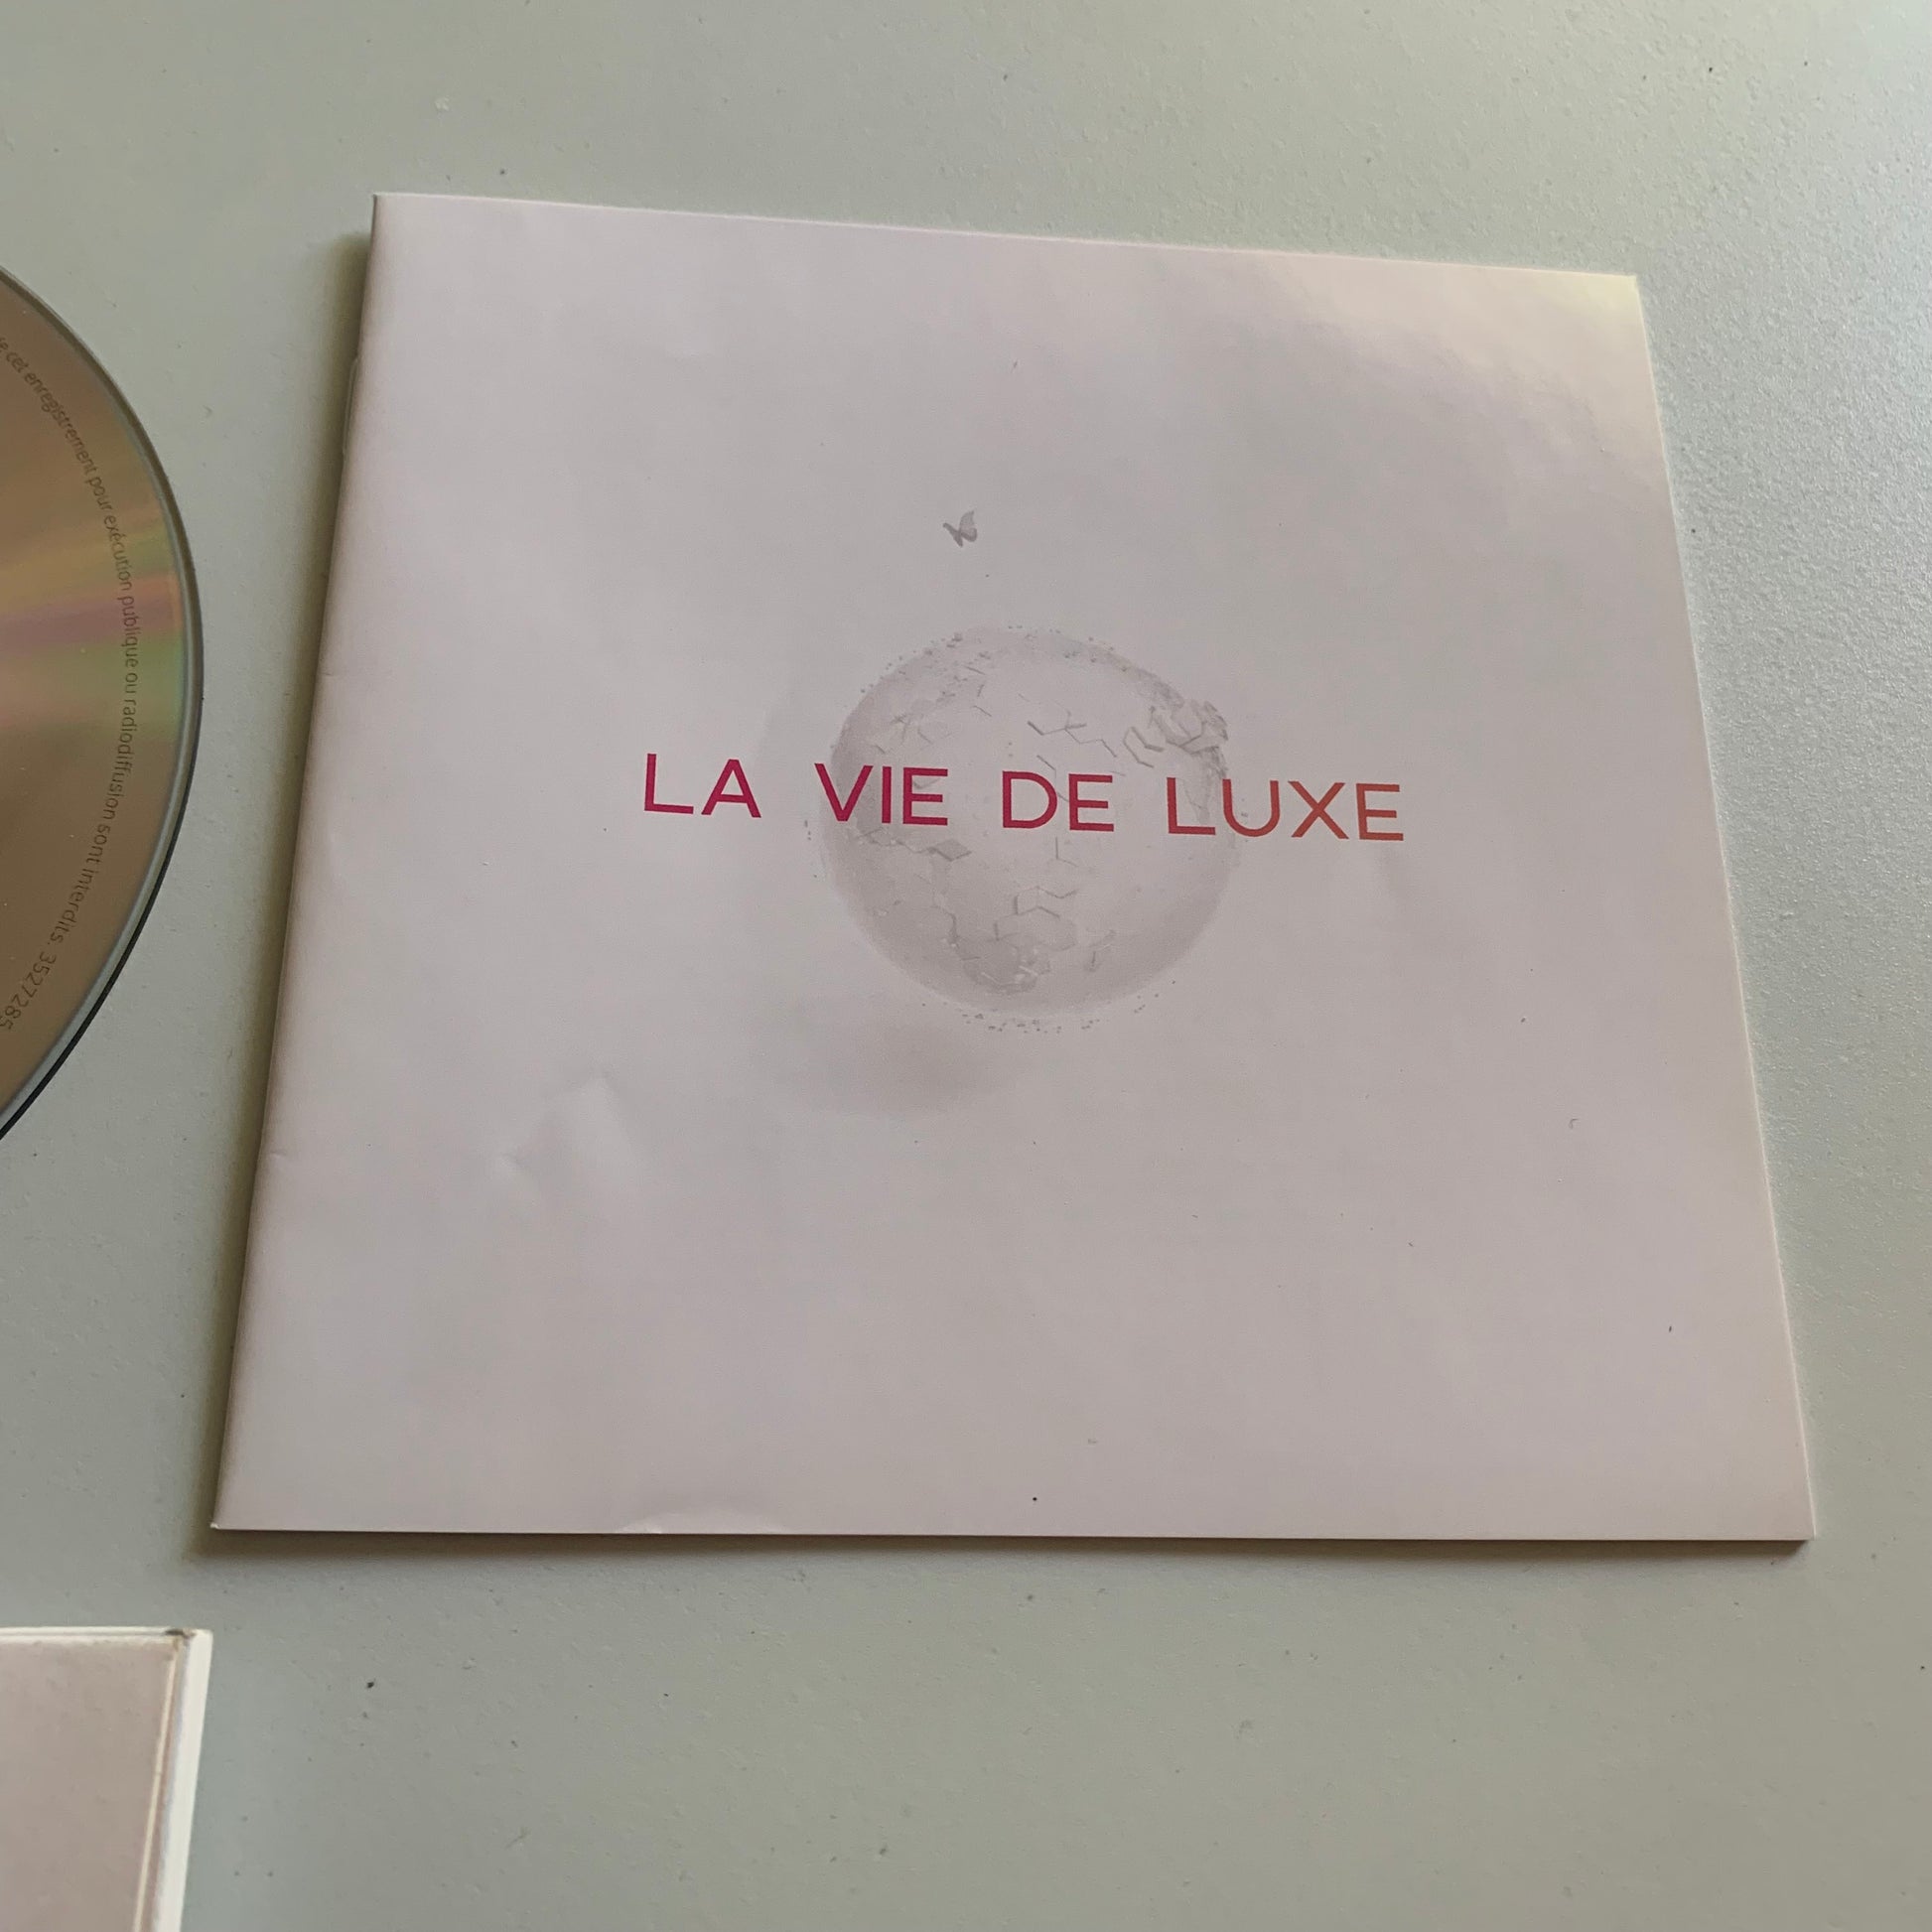 LA VIE DE LUXE
cet enregistrement pour exécution publique ou radiodiffusion sont interdits. 3527285